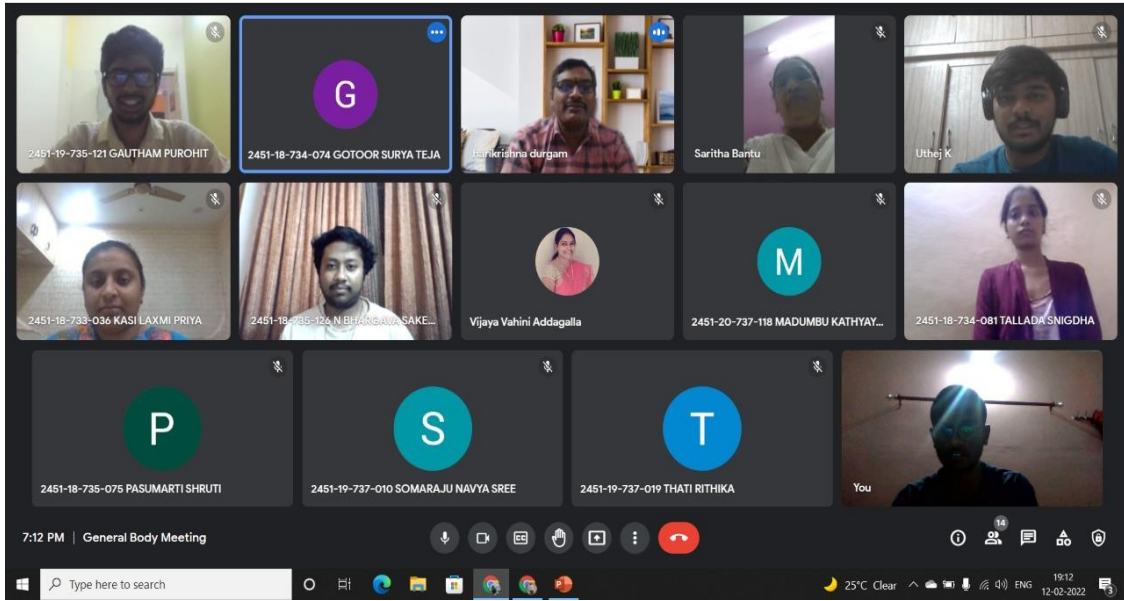 2451-19-735-121 GAUTHAM PUROHIT
G
2451-18-734-074 GOTOOR SURYA TEJA
harikrishna durgam
Saritha Bantu
Uthej K
2451-18-733-036 KASI LAXMI PRIYA
2451-18-735-126 N BHARGAVA SAKE...
Vijaya Vahini Addagalla
M
2451-20-737-118 MADUMBU KATHYAY...
2451-18-734-081 TALLADA SNIGDHA
P
2451-18-735-075 PASUMARTI SHRUTI
S
2451-19-737-010 SOMARAJU NAVYA SREE
T
2451-19-737-019 THATI RITHIKA
You
7:12 PM | General Body Meeting
CC
14
Type here to search
25°C Clear
ENG
19:12
12-02-2022
3